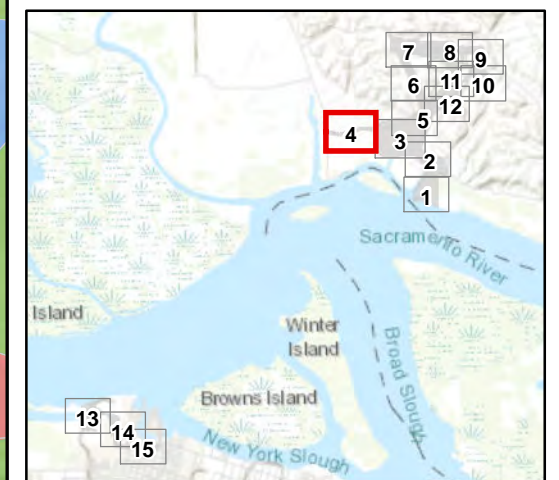 7 8 9
6 11 10
12
5
4 3
2
1
Sacramento River
Island
Winter
Island
Broad Slough
Browns Island
13
14
15
New York Slough